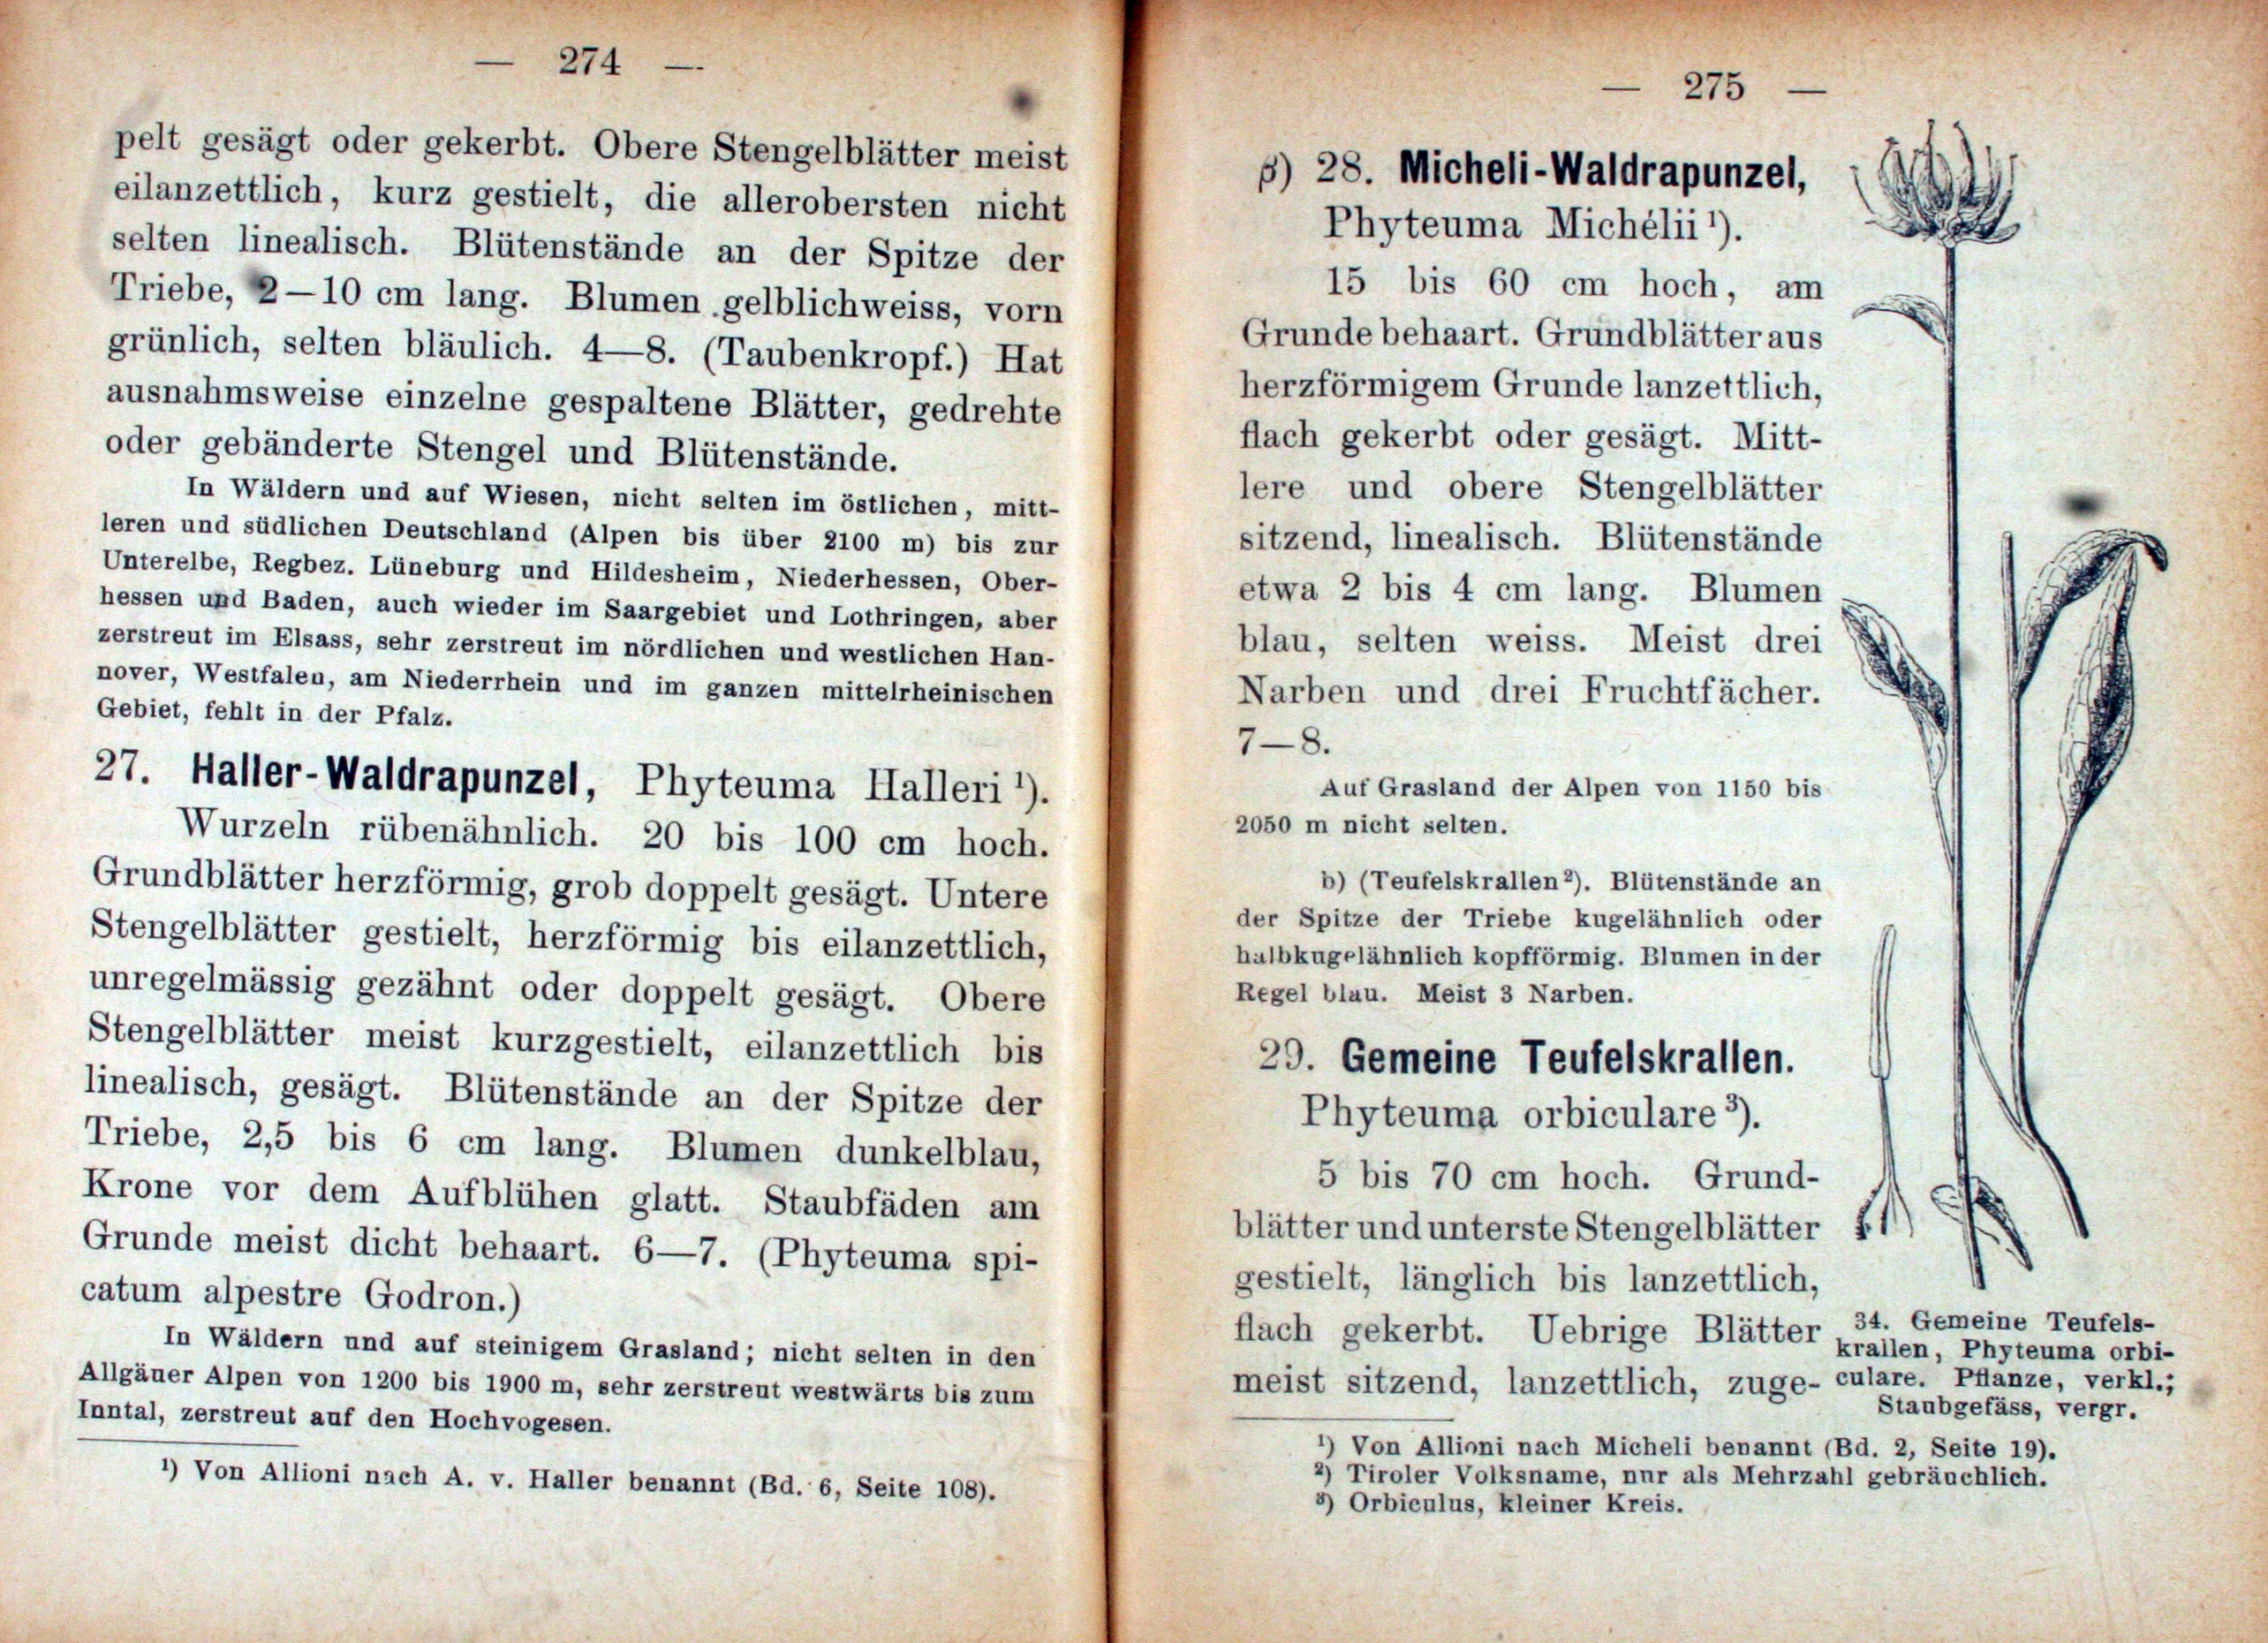 — 274 —
pelt gesägt oder gekerbt. Obere Stengelblätter meist
eilanzettlich, kurz gestielt, die allerobersten nicht
selten linealisch. Blütenstände an der Spitze der
Triebe, 2—10 cm lang. Blumen gelblichweiss, vorn
grünlich, selten bläulich. 4—8. (Taubenkropf.) Hat
ausnahmsweise einzelne gespaltene Blätter, gedrehte
oder gebänderte Stengel und Blütenstände.
In Wäldern und auf Wiesen, nicht selten im östlichen, mitt-
leren und südlichen Deutschland (Alpen bis über 2100 m) bis zur
Unterelbe, Regbez. Lüneburg und Hildesheim, Niederhessen, Ober-
hessen und Baden, auch wieder im Saargebiet und Lothringen, aber
zerstreut im Elsass, sehr zerstreut im nördlichen und westlichen Han-
nover, Westfalen, am Niederrhein und im ganzen mittelrheinischen
Gebiet, fehlt in der Pfalz.
27. Haller-Waldrapunzel, Phyteuma Halleri ¹).
Wurzeln rübenähnlich. 20 bis 100 cm hoch.
Grundblätter herzförmig, grob doppelt gesägt. Untere
Stengelblätter gestielt, herzförmig bis eilanzettlich,
unregelmässig gezähnt oder doppelt gesägt. Obere
Stengelblätter meist kurzgestielt, eilanzettlich bis
linealisch, gesägt. Blütenstände an der Spitze der
Triebe, 2,5 bis 6 cm lang. Blumen dunkelblau,
Krone vor dem Aufblühen glatt. Staubfäden am
Grunde meist dicht behaart. 6—7. (Phyteuma spi-
catum alpestre Godron.)
In Wäldern und auf steinigem Grasland; nicht selten in den
Allgäuer Alpen von 1200 bis 1900 m, sehr zerstreut westwärts bis zum
Inntal, zerstreut auf den Hochvogesen.
¹) Von Allioni nach A. v. Haller benannt (Bd. 6, Seite 108).
— 275 —
β) 28. Micheli-Waldrapunzel,
Phyteuma Michélii ¹).
15 bis 60 cm hoch, am
Grunde behaart. Grundblätter aus
herzförmigem Grunde lanzettlich,
flach gekerbt oder gesägt. Mitt-
lere und obere Stengelblätter
sitzend, linealisch. Blütenstände
etwa 2 bis 4 cm lang. Blumen
blau, selten weiss. Meist drei
Narben und drei Fruchtfächer.
7—8.
Auf Grasland der Alpen von 1150 bis
2050 m nicht selten.
b) (Teufelskrallen ²). Blütenstände an
der Spitze der Triebe kugelähnlich oder
halbkugelähnlich kopfförmig. Blumen in der
Regel blau. Meist 3 Narben.
29. Gemeine Teufelskrallen.
Phyteuma orbiculare ³).
5 bis 70 cm hoch. Grund-
blätter und unterste Stengelblätter
gestielt, länglich bis lanzettlich,
flach gekerbt. Uebrige Blätter
meist sitzend, lanzettlich, zuge-
34. Gemeine Teufels-
krallen, Phyteuma orbi-
culare. Pflanze, verkl.;
Staubgefäss, vergr.
¹) Von Allioni nach Micheli benannt (Bd. 2, Seite 19).
²) Tiroler Volksname, nur als Mehrzahl gebräuchlich.
³) Orbiculus, kleiner Kreis.